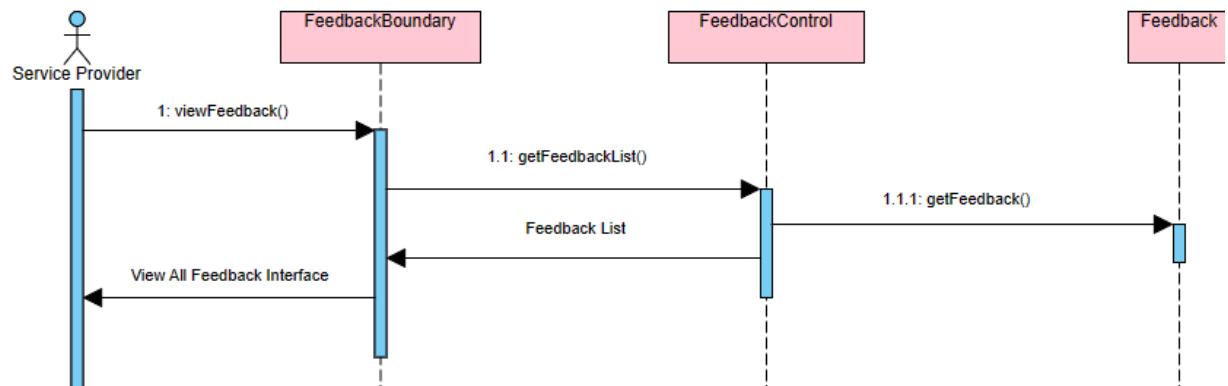 FeedbackBoundary
FeedbackControl
Feedback
Service Provider
1: viewFeedback()
1.1: getFeedbackList()
1.1.1: getFeedback()
Feedback List
View All Feedback Interface